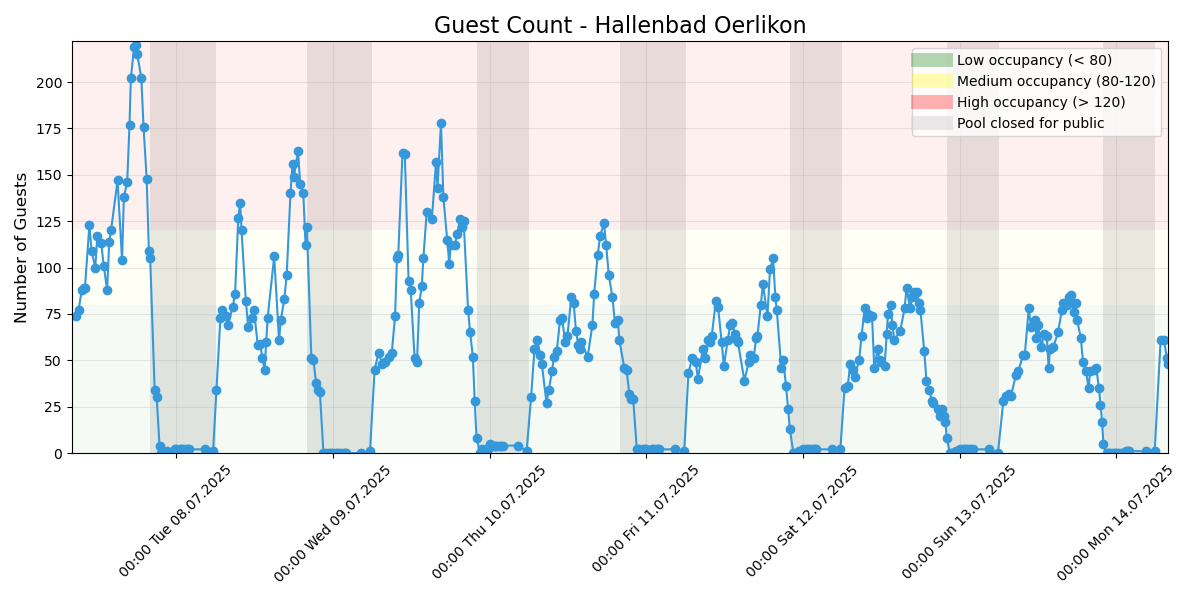 Guest Count - Hallenbad Oerlikon
Number of Guests
200
175
150
125
100
75
50
25
0
Low occupancy (< 80)
Medium occupancy (80-120)
High occupancy (> 120)
Pool closed for public
00:00 Tue 08.07.2025
00:00 Wed 09.07.2025
00:00 Thu 10.07.2025
00:00 Fri 11.07.2025
00:00 Sat 12.07.2025
00:00 Sun 13.07.2025
00:00 Mon 14.07.2025